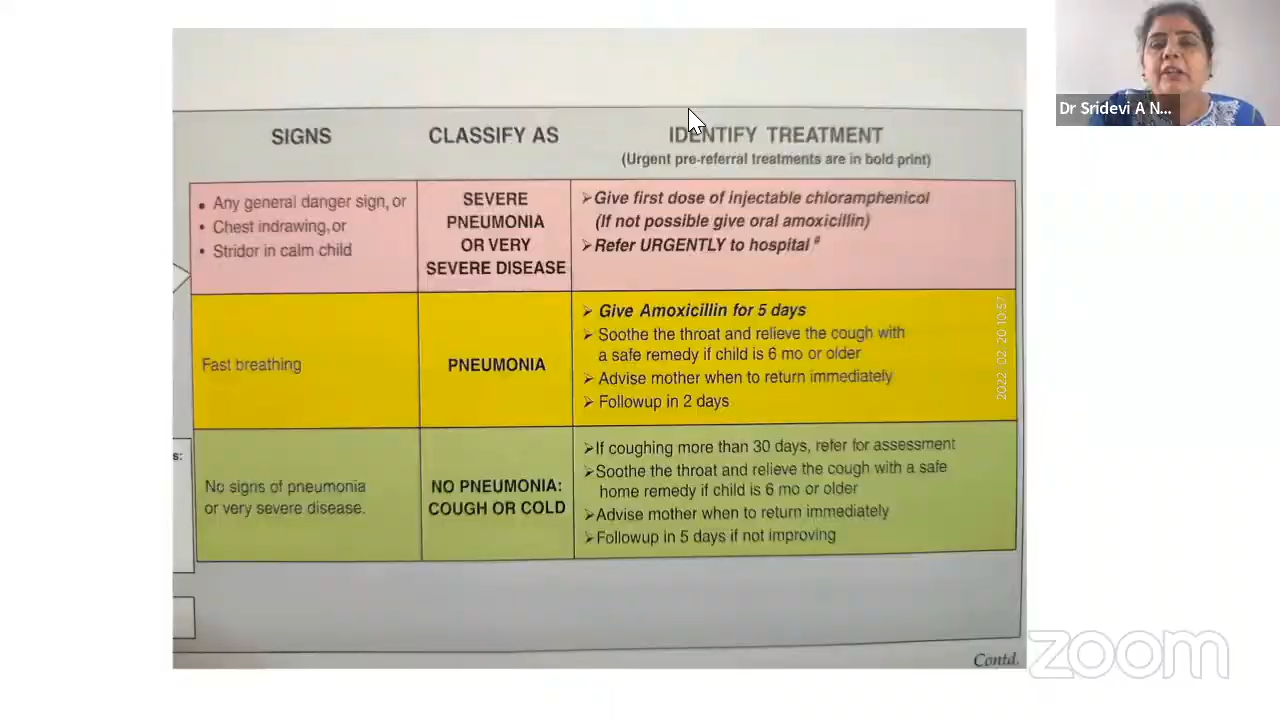 Dr Sridevi A N...
SIGNS
CLASSIFY AS
IDENTIFY TREATMENT
(Urgent pre-referral treatments are in bold print)
• Any general danger sign, or
• Chest indrawing, or
• Stridor in calm child
SEVERE
PNEUMONIA
OR VERY
SEVERE DISEASE
➢ Give first dose of injectable chloramphenicol
(If not possible give oral amoxicillin)
➢ Refer URGENTLY to hospital #
Fast breathing
PNEUMONIA
➢ Give Amoxicillin for 5 days
➢ Soothe the throat and relieve the cough with
a safe remedy if child is 6 mo or older
➢ Advise mother when to return immediately
➢ Followup in 2 days
2022 02 20 10:57
s:
No signs of pneumonia
or very severe disease.
NO PNEUMONIA:
COUGH OR COLD
➢ If coughing more than 30 days, refer for assessment
➢ Soothe the throat and relieve the cough with a safe
home remedy if child is 6 mo or older
➢ Advise mother when to return immediately
➢ Followup in 5 days if not improving
Contd.
zoom